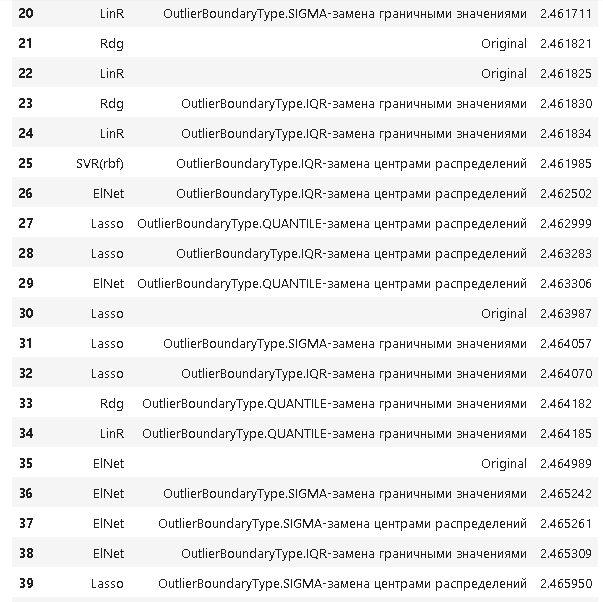 20 LinR OutlierBoundaryType.SIGMA-замена граничными значениями 2.461711
21 Rdg Original 2.461821
22 LinR Original 2.461825
23 Rdg OutlierBoundaryType.IQR-замена граничными значениями 2.461830
24 LinR OutlierBoundaryType.IQR-замена граничными значениями 2.461834
25 SVR(rbf) OutlierBoundaryType.IQR-замена центрами распределений 2.461985
26 ElNet OutlierBoundaryType.IQR-замена центрами распределений 2.462502
27 Lasso OutlierBoundaryType.QUANTILE-замена центрами распределений 2.462999
28 Lasso OutlierBoundaryType.IQR-замена центрами распределений 2.463283
29 ElNet OutlierBoundaryType.QUANTILE-замена центрами распределений 2.463306
30 Lasso Original 2.463987
31 Lasso OutlierBoundaryType.SIGMA-замена граничными значениями 2.464057
32 Lasso OutlierBoundaryType.IQR-замена граничными значениями 2.464070
33 Rdg OutlierBoundaryType.QUANTILE-замена граничными значениями 2.464182
34 LinR OutlierBoundaryType.QUANTILE-замена граничными значениями 2.464185
35 ElNet Original 2.464989
36 ElNet OutlierBoundaryType.SIGMA-замена граничными значениями 2.465242
37 ElNet OutlierBoundaryType.SIGMA-замена центрами распределений 2.465261
38 ElNet OutlierBoundaryType.IQR-замена граничными значениями 2.465309
39 Lasso OutlierBoundaryType.SIGMA-замена центрами распределений 2.465950